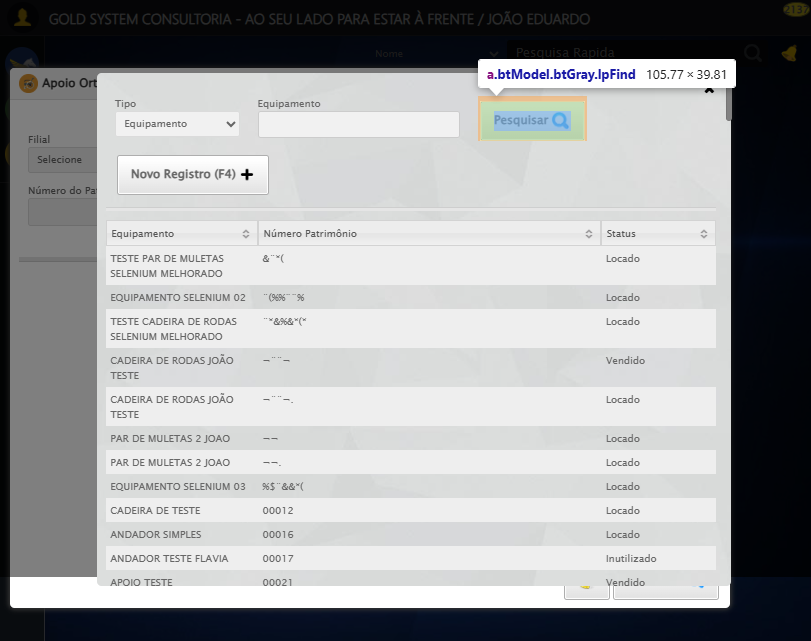 GOLD SYSTEM CONSULTORIA - AO SEU LADO PARA ESTAR À FRENTE / JOÃO EDUARDO
2137
Nome
Pesquisa Rapida
a.btModel.btGray.lpFind 105.77 × 39.81
Apoio Ort
Tipo
Equipamento
Equipamento
Pesquisar
Filial
Selecione
Número do Pat
Novo Registro (F4)
Equipamento Número Patrimônio Status
TESTE PAR DE MULETAS &¨*( Locado
SELENIUM MELHORADO
EQUIPAMENTO SELENIUM 02 ¨(%%¨¨% Locado
TESTE CADEIRA DE RODAS ¨*&%&*(* Locado
SELENIUM MELHORADO
CADEIRA DE RODAS JOÃO ¬¨¨¬ Vendido
TESTE
CADEIRA DE RODAS JOÃO ¬¨¨¬. Locado
TESTE
PAR DE MULETAS 2 JOAO ¬¬ Locado
PAR DE MULETAS 2 JOAO ¬¬. Locado
EQUIPAMENTO SELENIUM 03 %$¨&&*( Locado
CADEIRA DE TESTE 00012 Locado
ANDADOR SIMPLES 00016 Locado
ANDADOR TESTE FLAVIA 00017 Inutilizado
APOIO TESTE 00021 Vendido